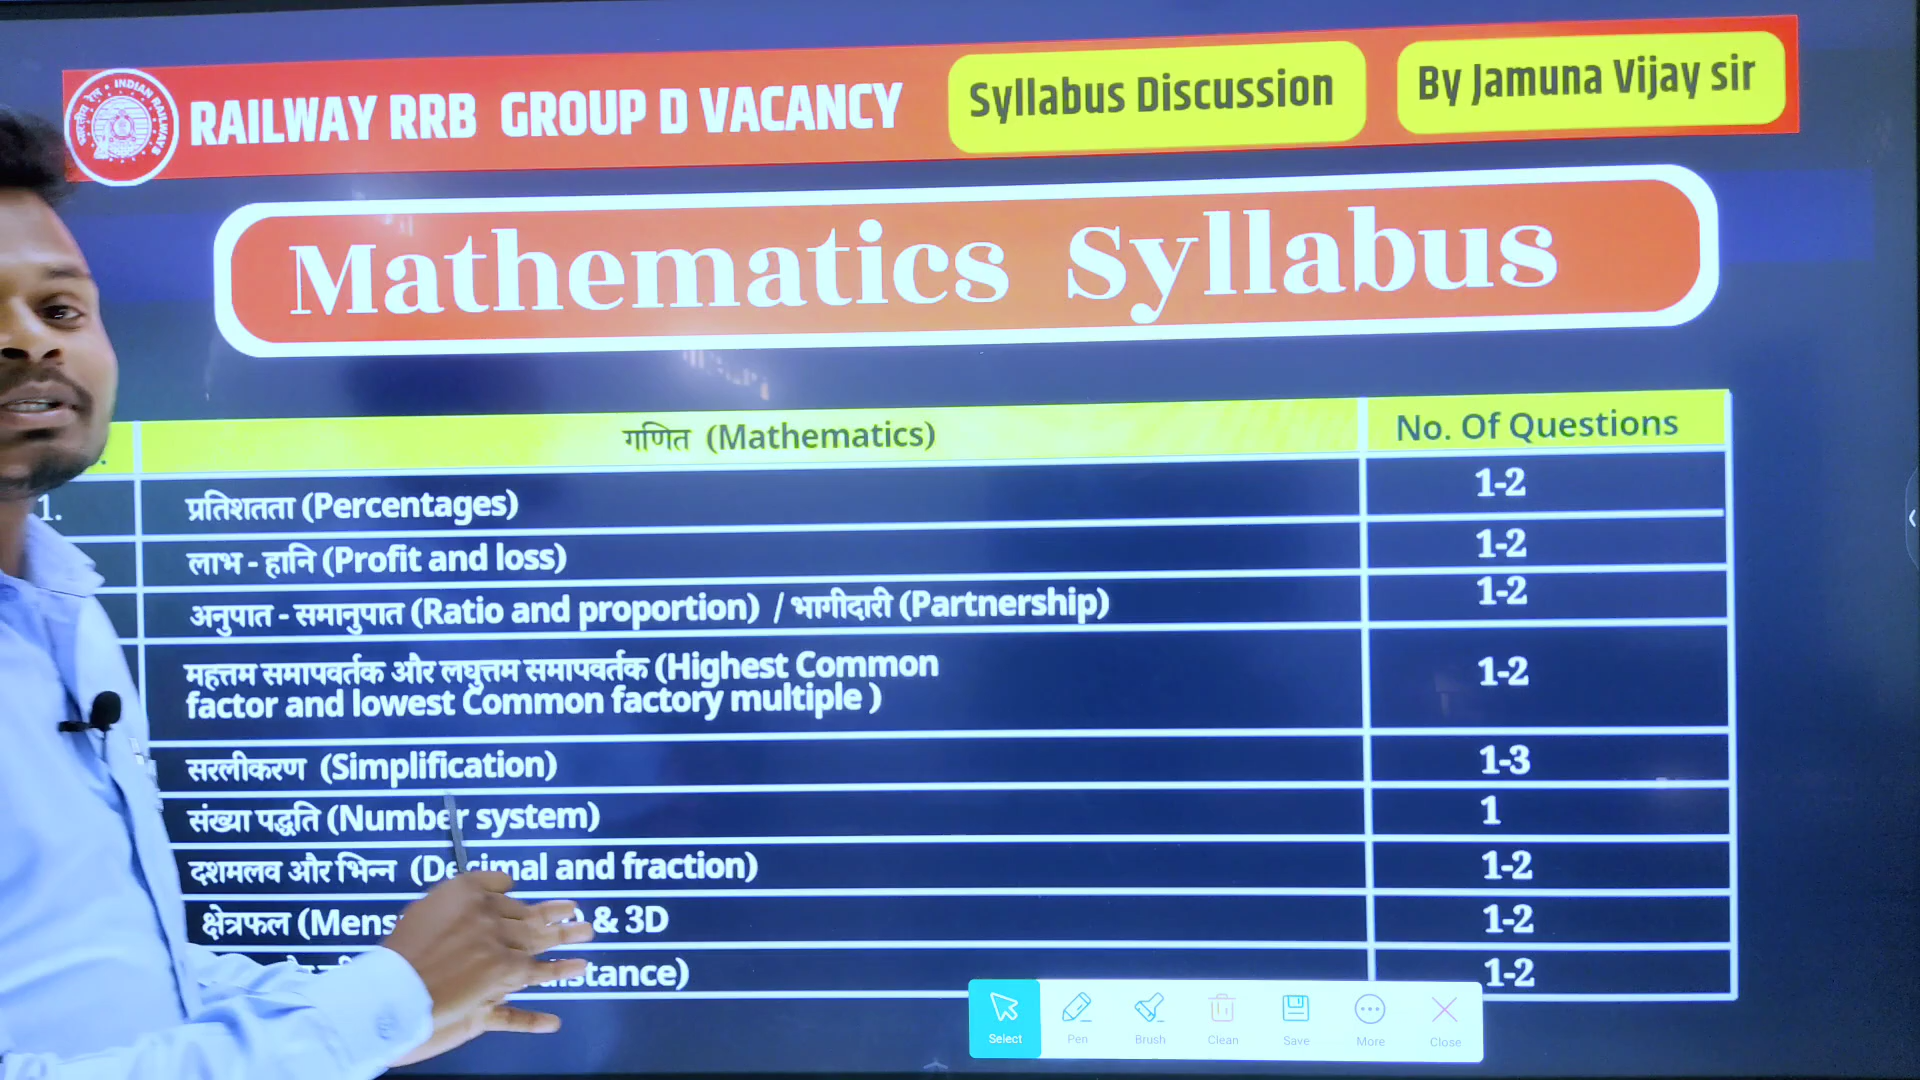 भारतीय रेल • INDIAN RAILWAYS
RAILWAY RRB GROUP D VACANCY
Syllabus Discussion
By Jamuna Vijay sir
Mathematics Syllabus
गणित (Mathematics)
No. Of Questions
1.
प्रतिशतता (Percentages)
1-2
लाभ - हानि (Profit and loss)
1-2
अनुपात - समानुपात (Ratio and proportion) / भागीदारी (Partnership)
1-2
महत्तम समापवर्तक और लघुत्तम समापवर्तक (Highest Common
factor and lowest Common factory multiple )
1-2
सरलीकरण (Simplification)
1-3
संख्या पद्धति (Number system)
1
दशमलव और भिन्न (Decimal and fraction)
1-2
क्षेत्रफल & 3D
1-2
distance)
1-2
Select
Pen
Brush
Clean
Save
More
Close